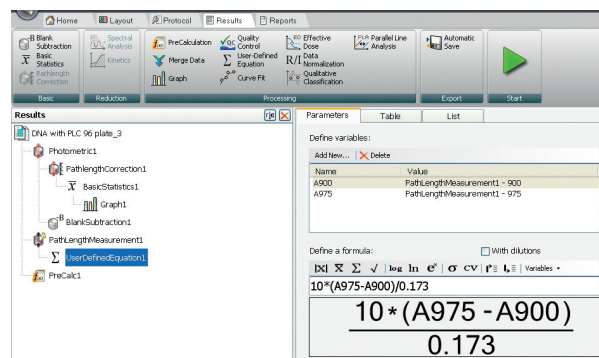 Home Layout Protocol Results Reports
Blank Subtraction Spectral Analysis PreCalculation Quality Control Effective Dose Parallel Line Analysis Automatic Save
Basic Statistics Kinetics Merge Data User-Defined Equation Data Normalization
Pathlength Correction Graph Curve Fit Qualitative Classification
Basic Reduction Processing Export Start
Results
DNA with PLC 96 plate_3
Photometric1
PathlengthCorrection1
BasicStatistics1
Graph1
BlankSubtraction1
PathLengthMeasurement1
UserDefinedEquation1
PreCalc1
Parameters Table List
Define variables:
Add New... Delete
Name Value
A900 PathLengthMeasurement1 - 900
A975 PathLengthMeasurement1 - 975
Define a formula: With dilutions
|X| X̅ Σ √ log ln eˣ σ CV Variables
10*(A975-A900)/0.173
10*(A975 -A900)
0.173